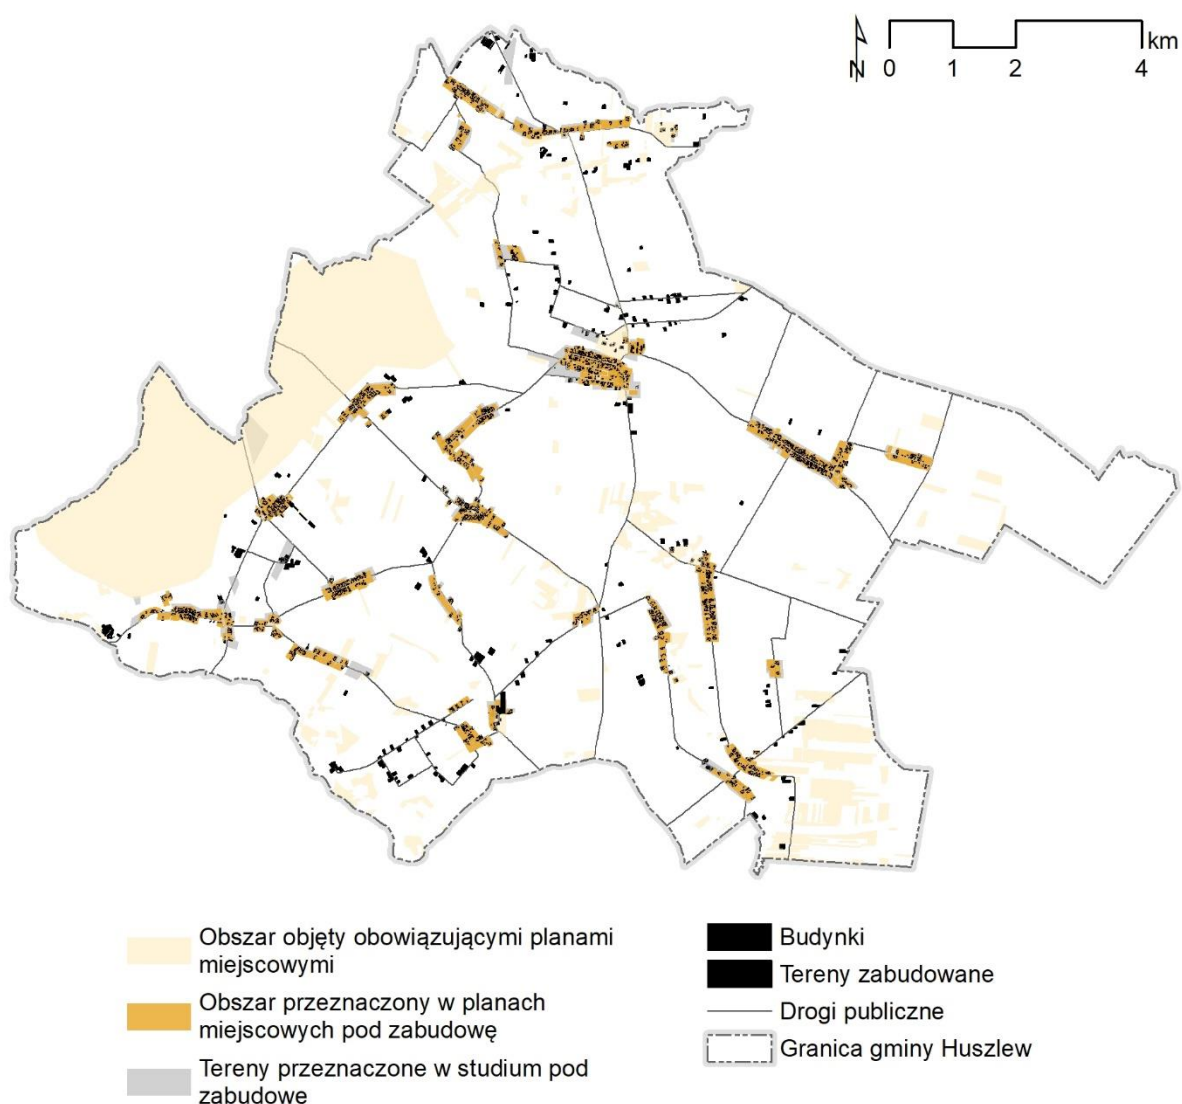 N
0 1 2 4 km
Obszar objęty obowiązującymi planami
miejscowymi
Obszar przeznaczony w planach
miejscowych pod zabudowę
Tereny przeznaczone w studium pod
zabudowe
Budynki
Tereny zabudowane
Drogi publiczne
Granica gminy Huszlew